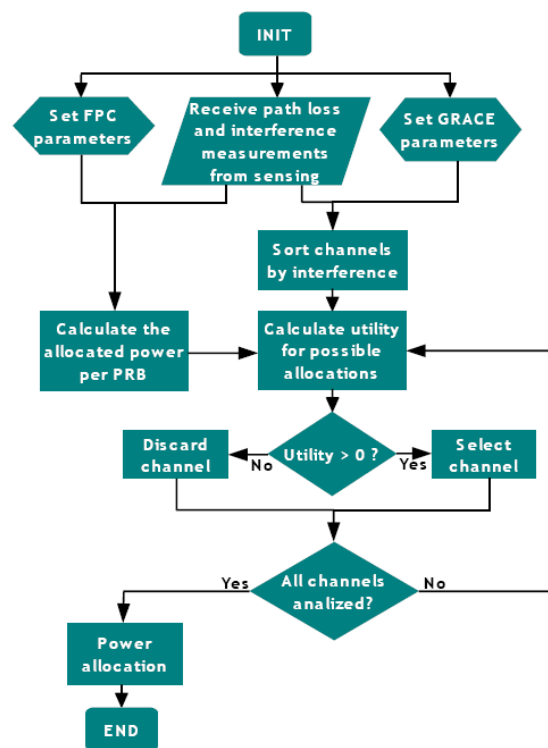 INIT
Set FPC
parameters
Receive path loss
and interference
measurements
from sensing
Set GRACE
parameters
Sort channels
by interference
Calculate the
allocated power
per PRB
Calculate utility
for possible
allocations
Discard
channel
No
Utility > 0 ?
Yes
Select
channel
Yes
All channels
analized?
No
Power
allocation
END